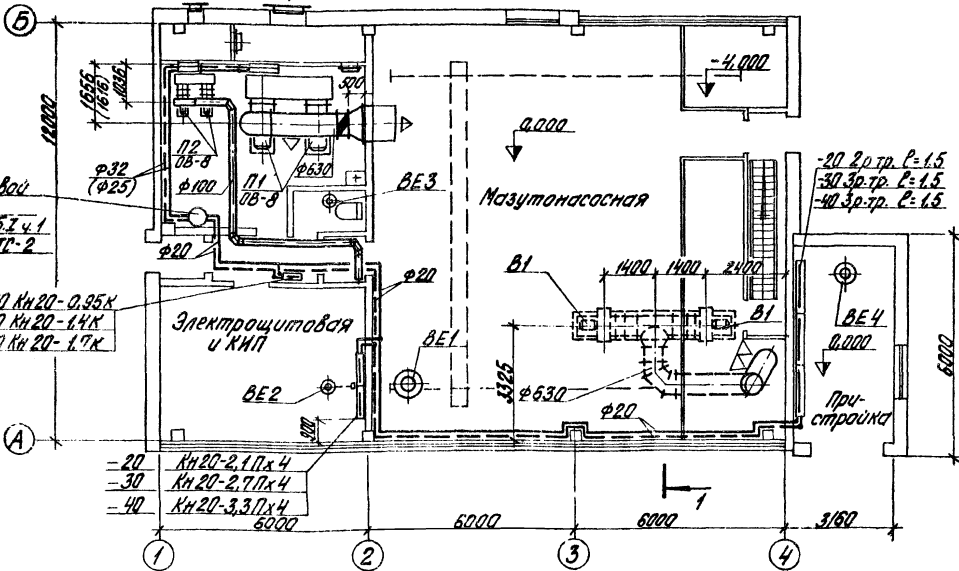 Б
12000
1656
(1616)
1036
500
-4.000
0,000
П2
ОВ-8
Ф32
(Ф25)
Ф100
П1
ОВ-8
Ф630
ВЕ3
Мазутонасосная
-20 2р.тр. ℓ=1.5
-30 3р.тр. ℓ=1.5
-40 3р.тр. ℓ=1.5
Ф20
Ф20
В1
1400
1400
2400
Кн20-0.95к
Кн20-1.4к
Кн20-1.7к
Электрощитовая
и КИП
ВЕ1
В1
ВЕ4
0.000
6000
ВЕ2
3325
Ф630
Ф20
900
При-
стройка
А
-20 Кн20-2,1Пх4
-30 Кн20-2,7Пх4
-40 Кн20-3,3Пх4
1
6000
6000
6000
3160
1
2
3
4